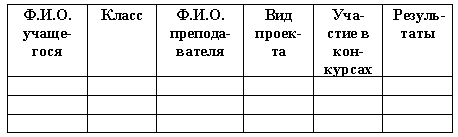 Ф.И.О. учаще-гося
Класс
Ф.И.О. препода-вателя
Вид проек-та
Уча-стие в кон-курсах
Резуль-таты